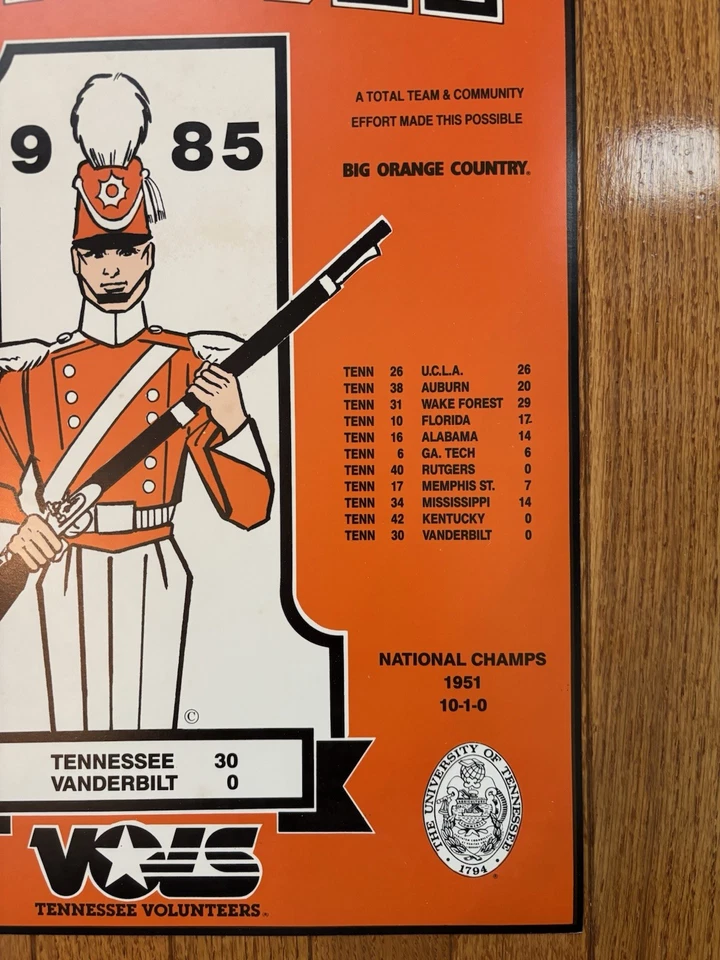 9 85
A TOTAL TEAM & COMMUNITY
EFFORT MADE THIS POSSIBLE
BIG ORANGE COUNTRY®
TENN 26 U.C.L.A. 26
TENN 38 AUBURN 20
TENN 31 WAKE FOREST 29
TENN 10 FLORIDA 17
TENN 16 ALABAMA 14
TENN 6 GA. TECH 6
TENN 40 RUTGERS 0
TENN 17 MEMPHIS ST. 7
TENN 34 MISSISSIPPI 14
TENN 42 KENTUCKY 0
TENN 30 VANDERBILT 0
NATIONAL CHAMPS
1951
10-1-0
©
TENNESSEE 30
VANDERBILT 0
THE UNIVERSITY OF TENNESSEE
· 1794 ·
®
VOLS
TENNESSEE VOLUNTEERS®